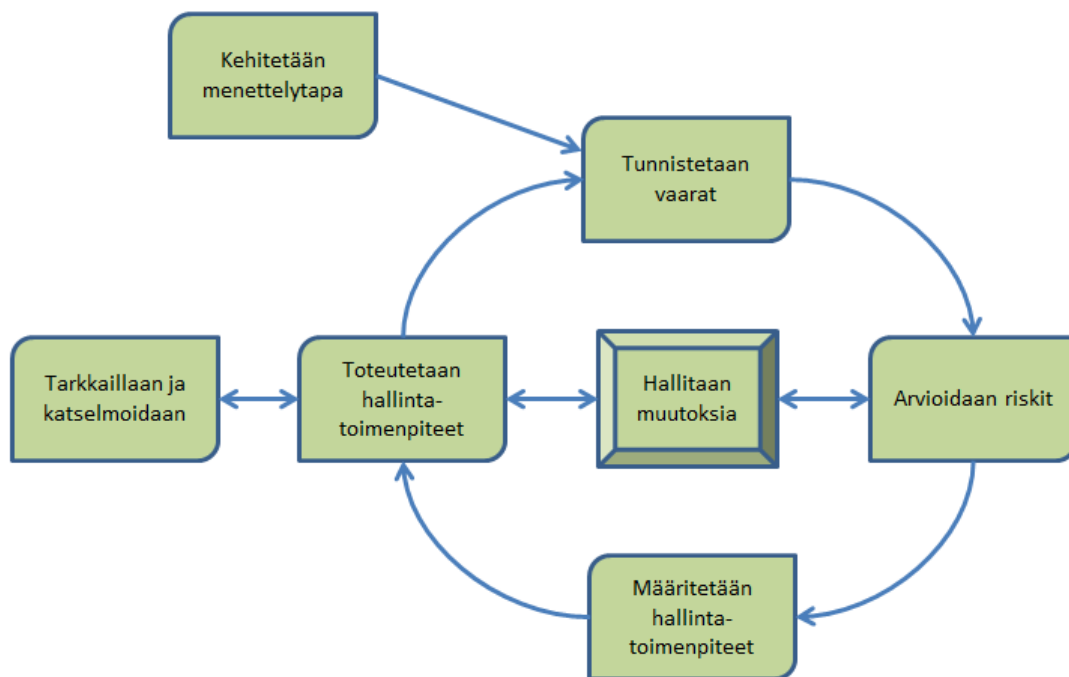 Kehitetään
menettelytapa
Tunnistetaan
vaarat
Tarkkaillaan ja
katselmoidaan
Toteutetaan
hallinta-
toimenpiteet
Hallitaan
muutoksia
Arvioidaan riskit
Määritetään
hallinta-
toimenpiteet